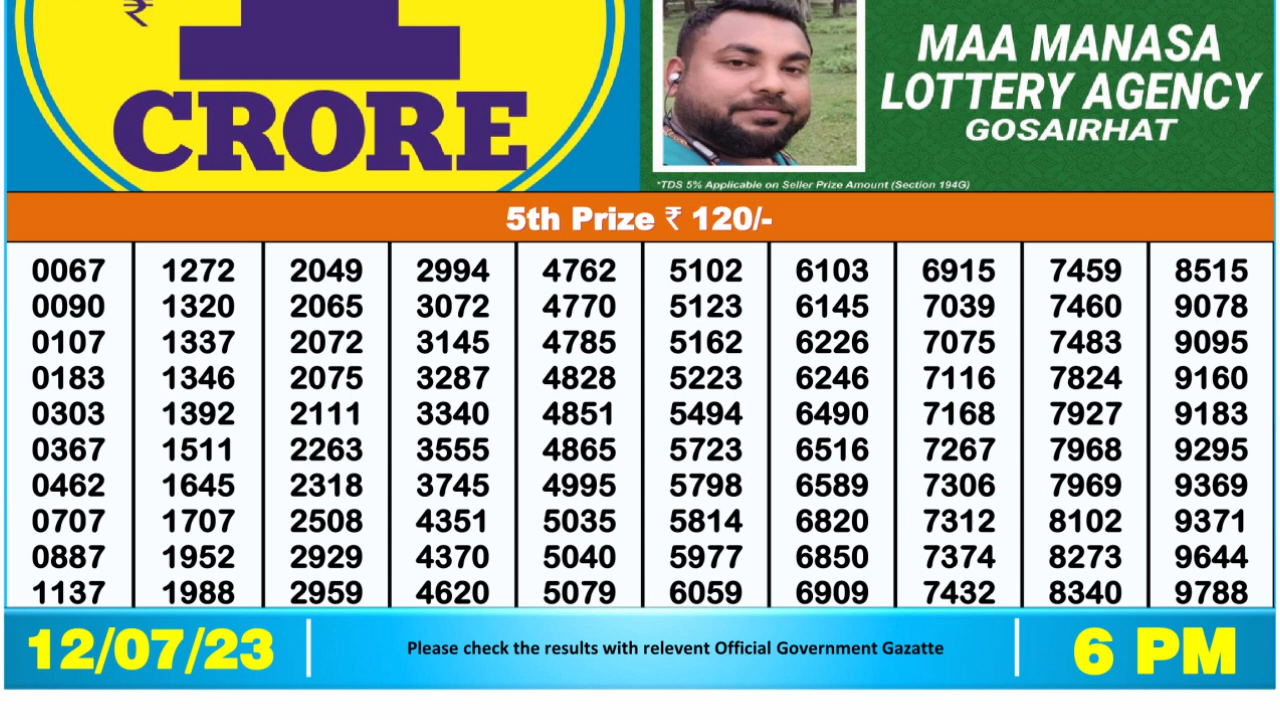 ₹ 1
CRORE
MAA MANASA
LOTTERY AGENCY
GOSAIRHAT
*TDS 5% Applicable on Seller Prize Amount (Section 194G)
5th Prize ₹ 120/-
0067 1272 2049 2994 4762 5102 6103 6915 7459 8515
0090 1320 2065 3072 4770 5123 6145 7039 7460 9078
0107 1337 2072 3145 4785 5162 6226 7075 7483 9095
0183 1346 2075 3287 4828 5223 6246 7116 7824 9160
0303 1392 2111 3340 4851 5494 6490 7168 7927 9183
0367 1511 2263 3555 4865 5723 6516 7267 7968 9295
0462 1645 2318 3745 4995 5798 6589 7306 7969 9369
0707 1707 2508 4351 5035 5814 6820 7312 8102 9371
0887 1952 2929 4370 5040 5977 6850 7374 8273 9644
1137 1988 2959 4620 5079 6059 6909 7432 8340 9788
12/07/23
Please check the results with relevent Official Government Gazatte
6 PM